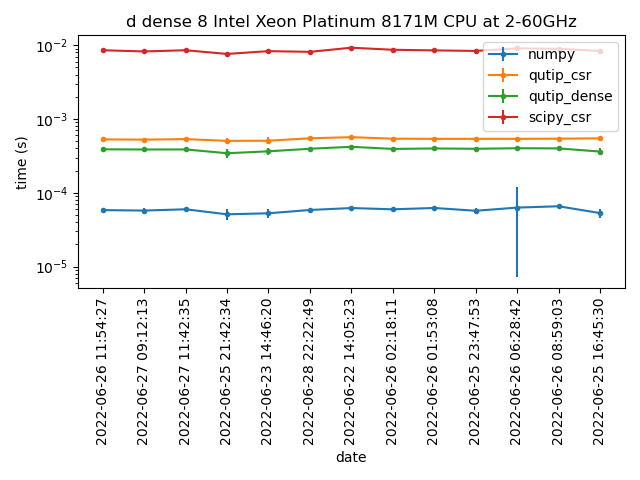 d dense 8 Intel Xeon Platinum 8171M CPU at 2-60GHz
numpy
qutip_csr
qutip_dense
scipy_csr
time (s)
10⁻²
10⁻³
10⁻⁴
10⁻⁵
2022-06-26 11:54:27
2022-06-27 09:12:13
2022-06-27 11:42:35
2022-06-25 21:42:34
2022-06-23 14:46:20
2022-06-28 22:22:49
2022-06-22 14:05:23
2022-06-26 02:18:11
2022-06-26 01:53:08
2022-06-25 23:47:53
2022-06-26 06:28:42
2022-06-26 08:59:03
2022-06-25 16:45:30
date